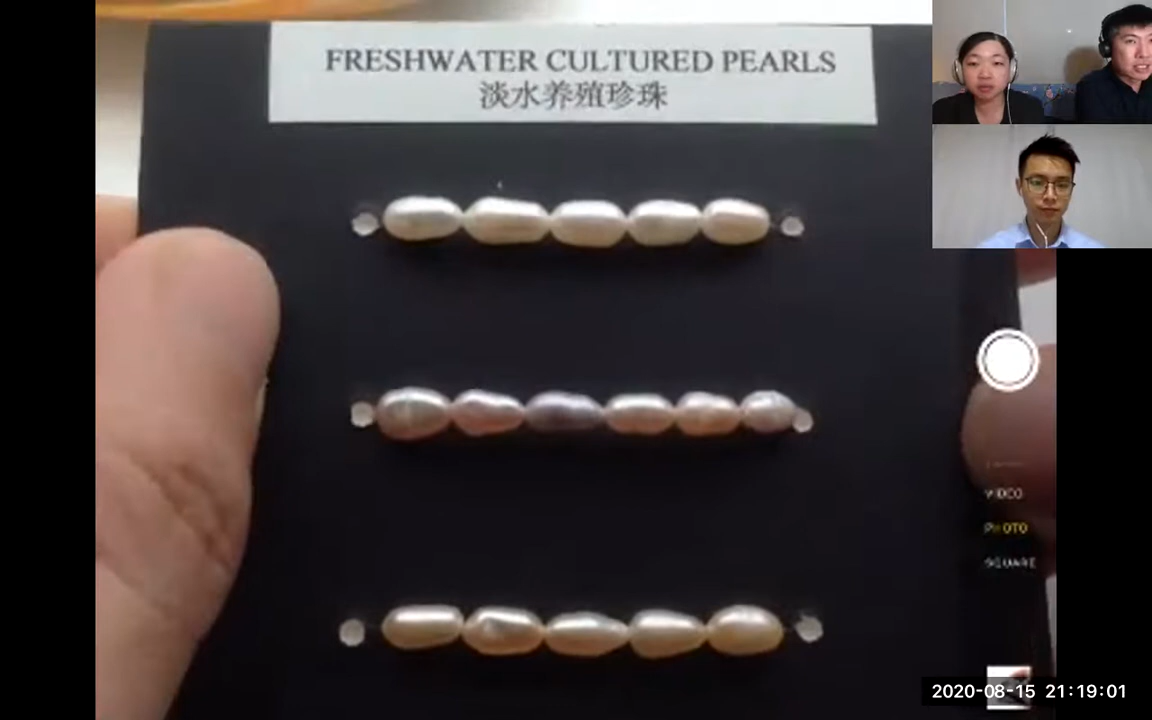 FRESHWATER CULTURED PEARLS
淡水养殖珍珠
VIDEO
PHOTO
SQUARE
2020-08-15 21:19:01